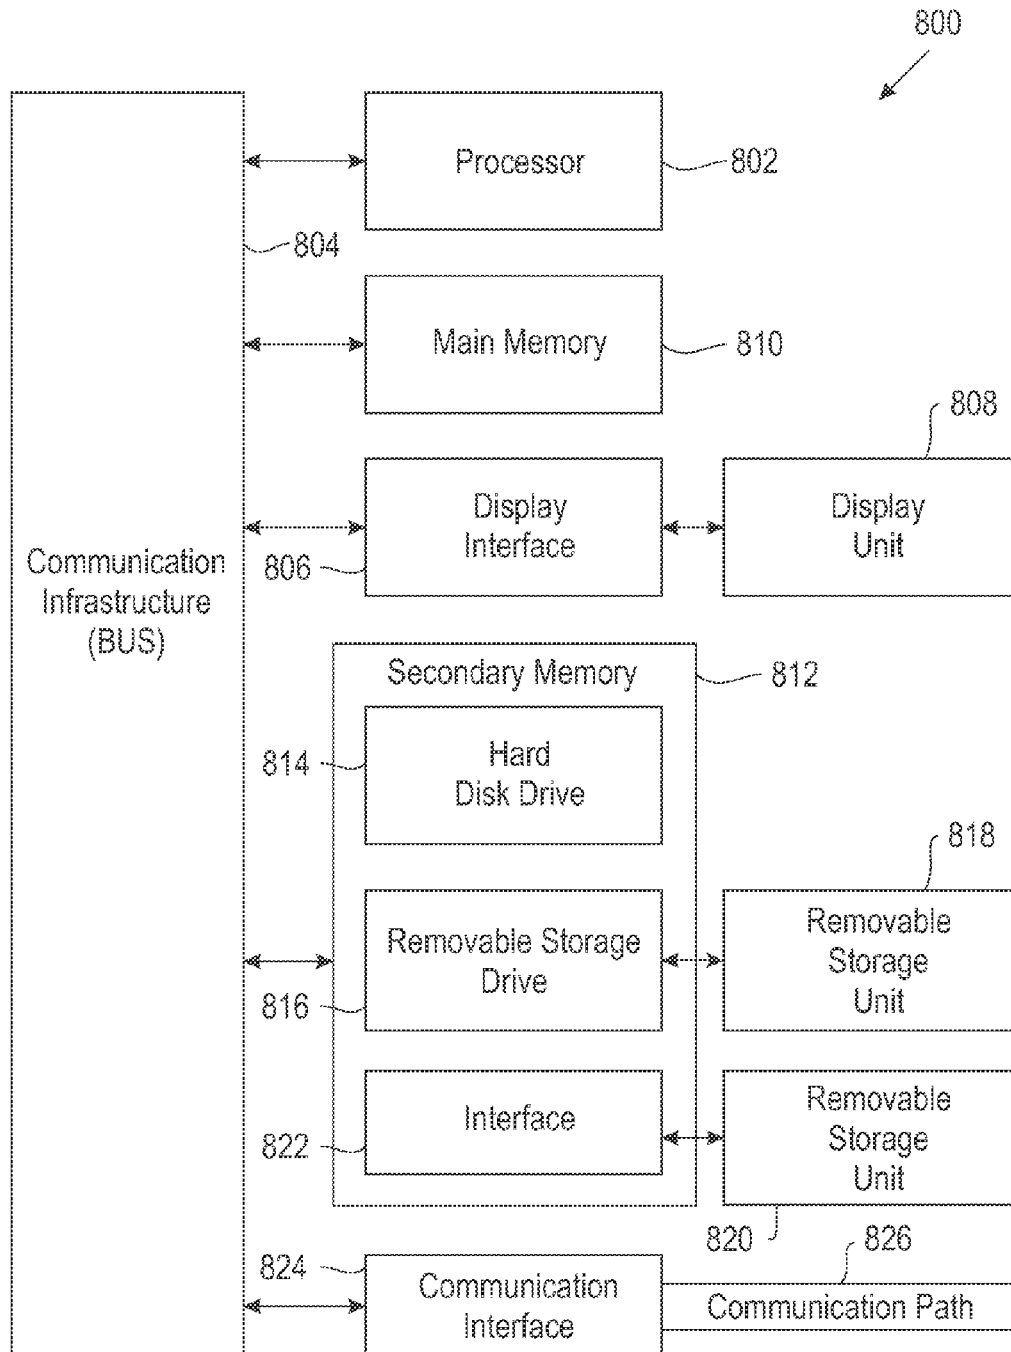 800
Processor
802
804
Main Memory
810
808
Display
Interface
806
Display
Unit
Communication
Infrastructure
(BUS)
Secondary Memory
812
814
Hard
Disk Drive
818
Removable Storage
Drive
816
Removable
Storage
Unit
Interface
822
Removable
Storage
Unit
820
826
824
Communication
Interface
Communication Path